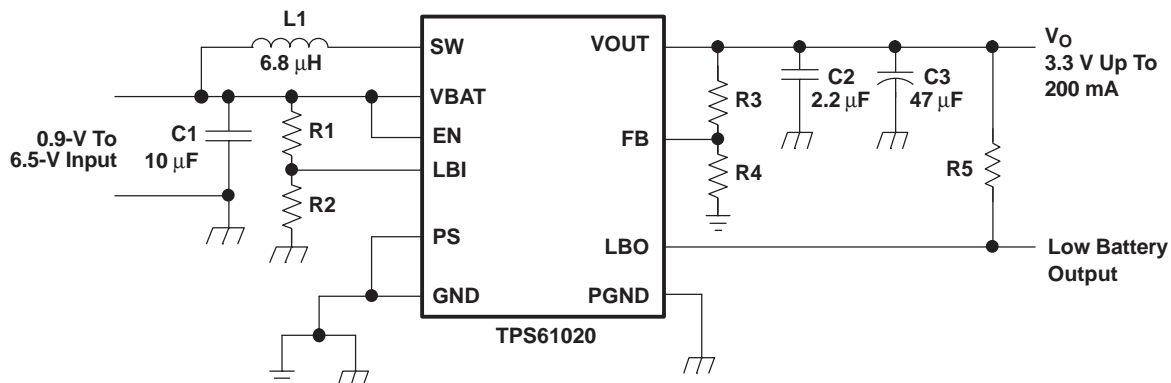 L1
6.8 μH
SW
VBAT
EN
LBI
PS
GND
VOUT
FB
LBO
PGND
TPS61020
0.9-V To
6.5-V Input
C1
10 μF
R1
R2
R3
R4
C2
2.2 μF
C3
47 μF
R5
VO
3.3 V Up To
200 mA
Low Battery
Output